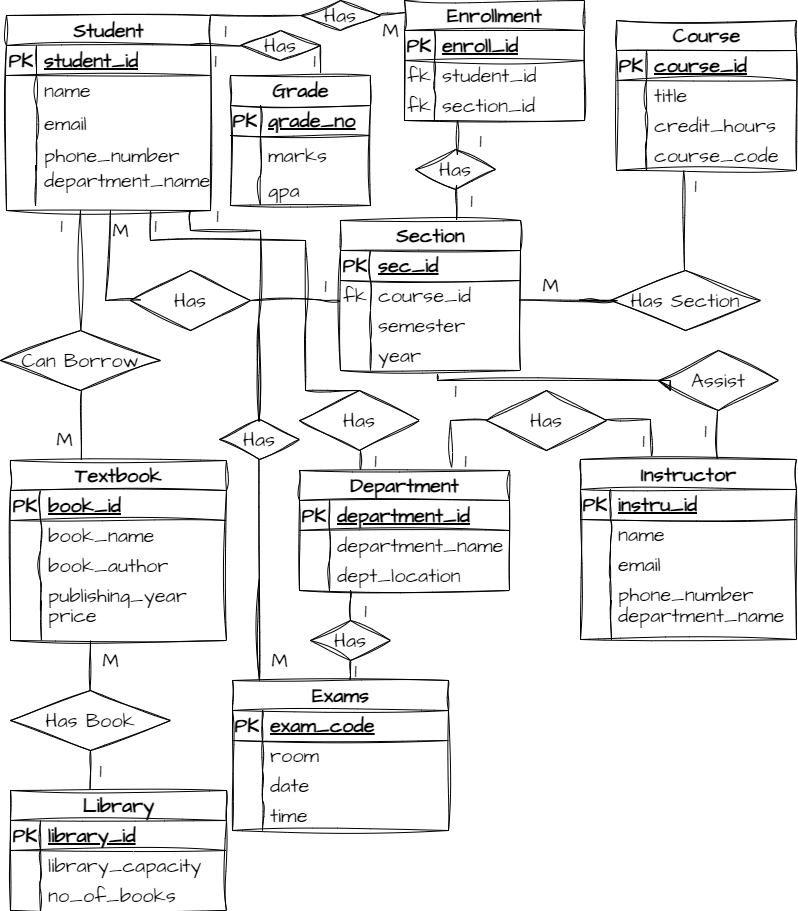 Has
1
M
Enrollment
PK enroll_id
fk student_id
fk section_id
Student
PK student_id
name
email
phone_number
department_name
1
Has
1
Grade
PK grade_no
marks
gpa
Course
PK course_id
title
credit_hours
course_code
1
Has
1
1
1
M
1
1
Section
PK sec_id
fk course_id
semester
year
Has
1
M
Has Section
Can Borrow
M
1
Assist
1
Has
Has
1
Has
1
1
Textbook
PK book_id
book_name
book_author
publishing_year
price
Department
PK department_id
department_name
dept_location
Instructor
PK instru_id
name
email
phone_number
department_name
1
Has
1
M
M
Has Book
1
Exams
PK exam_code
room
date
time
Library
PK library_id
library_capacity
no_of_books